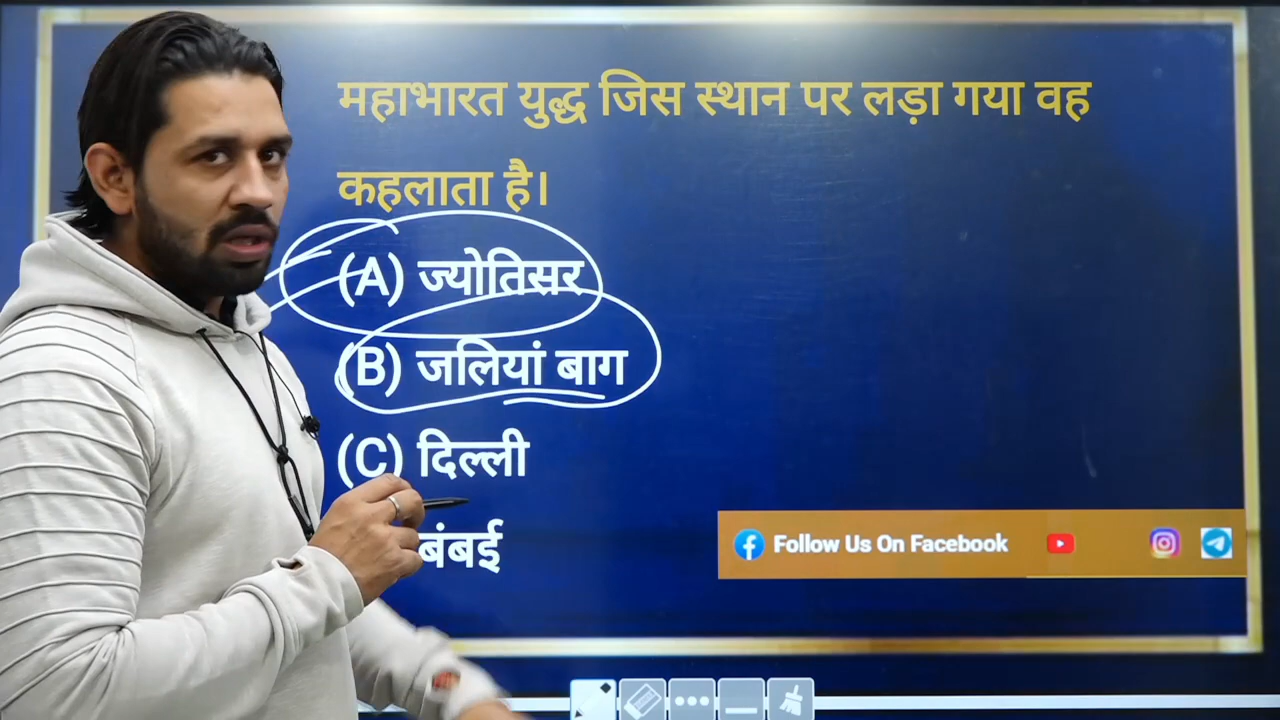 महाभारत युद्ध जिस स्थान पर लड़ा गया वह
कहलाता है।
(A) ज्योतिसर
(B) जलियां बाग
(C) दिल्ली
बंबई
Follow Us On Facebook